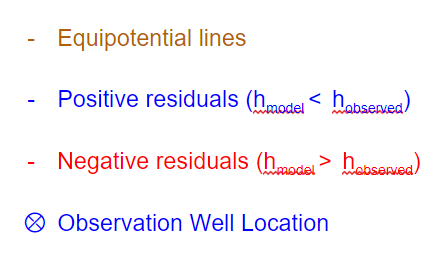 - Equipotential lines
- Positive residuals (hmodel < hobserved)
- Negative residuals (hmodel > hobserved)
⊗ Observation Well Location